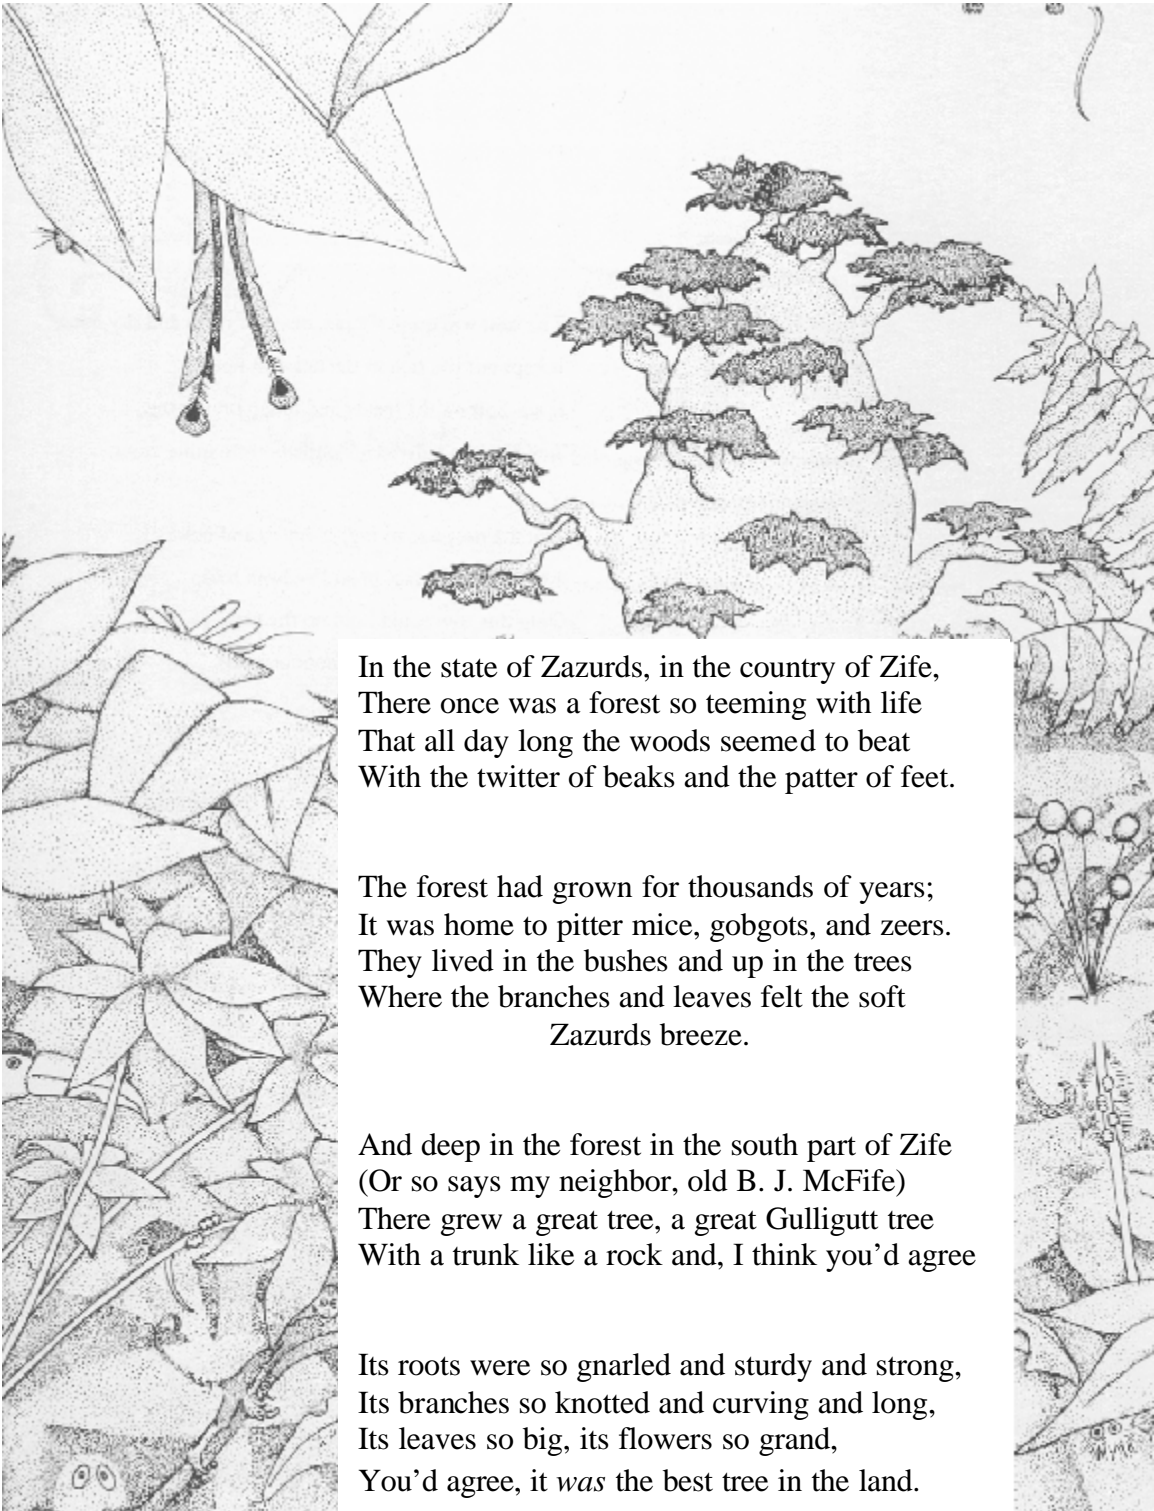 In the state of Zazurds, in the country of Zife,
There once was a forest so teeming with life
That all day long the woods seemed to beat
With the twitter of beaks and the patter of feet.
The forest had grown for thousands of years;
It was home to pitter mice, gobgots, and zeers.
They lived in the bushes and up in the trees
Where the branches and leaves felt the soft
Zazurds breeze.
And deep in the forest in the south part of Zife
(Or so says my neighbor, old B. J. McFife)
There grew a great tree, a great Gulligutt tree
With a trunk like a rock and, I think you’d agree
Its roots were so gnarled and sturdy and strong,
Its branches so knotted and curving and long,
Its leaves so big, its flowers so grand,
You’d agree, it was the best tree in the land.